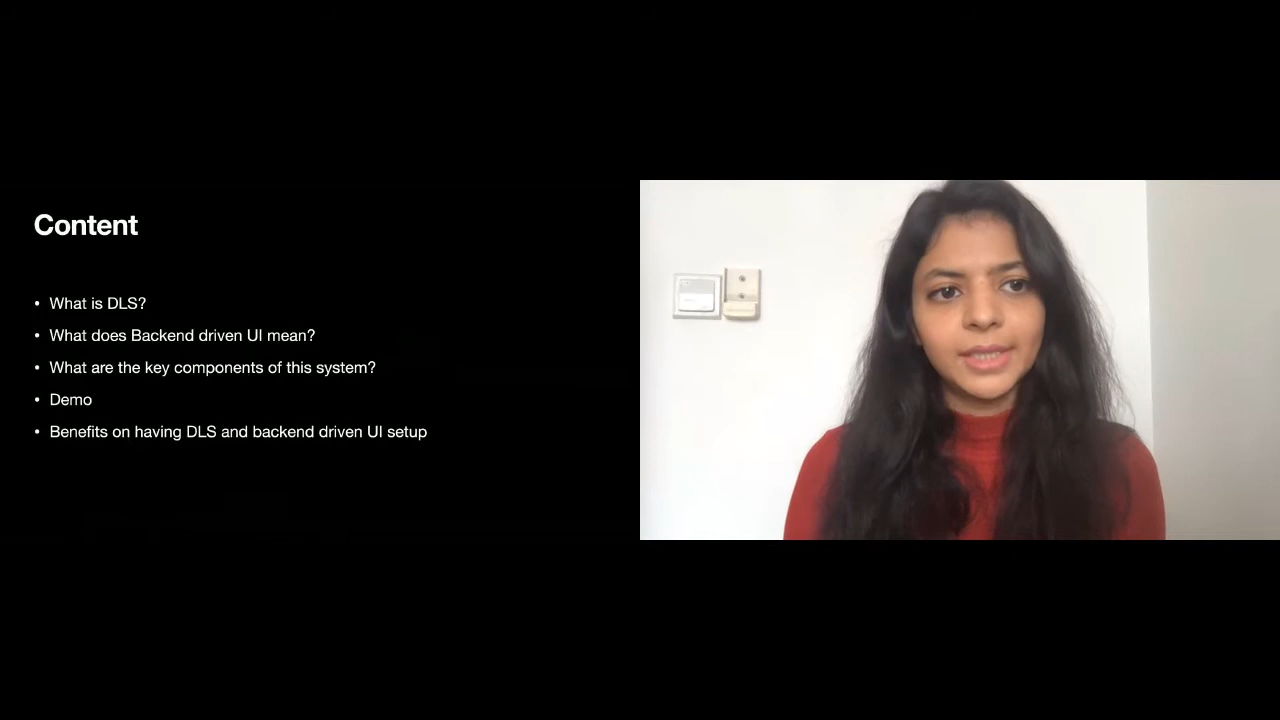 Content
• What is DLS?
• What does Backend driven UI mean?
• What are the key components of this system?
• Demo
• Benefits on having DLS and backend driven UI setup